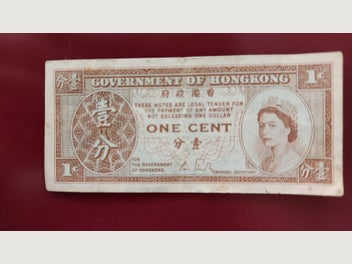 壹分 GOVERNMENT OF HONGKONG 1¢
府政港香
THESE NOTES ARE LEGAL TENDER FOR
THE PAYMENT OF ANY AMOUNT
NOT EXCEEDING ONE DOLLAR
壹分
ONE CENT
分壹
FOR
THE GOVERNMENT
OF HONGKONG
FINANCIAL SECRETARY
1¢
分壹